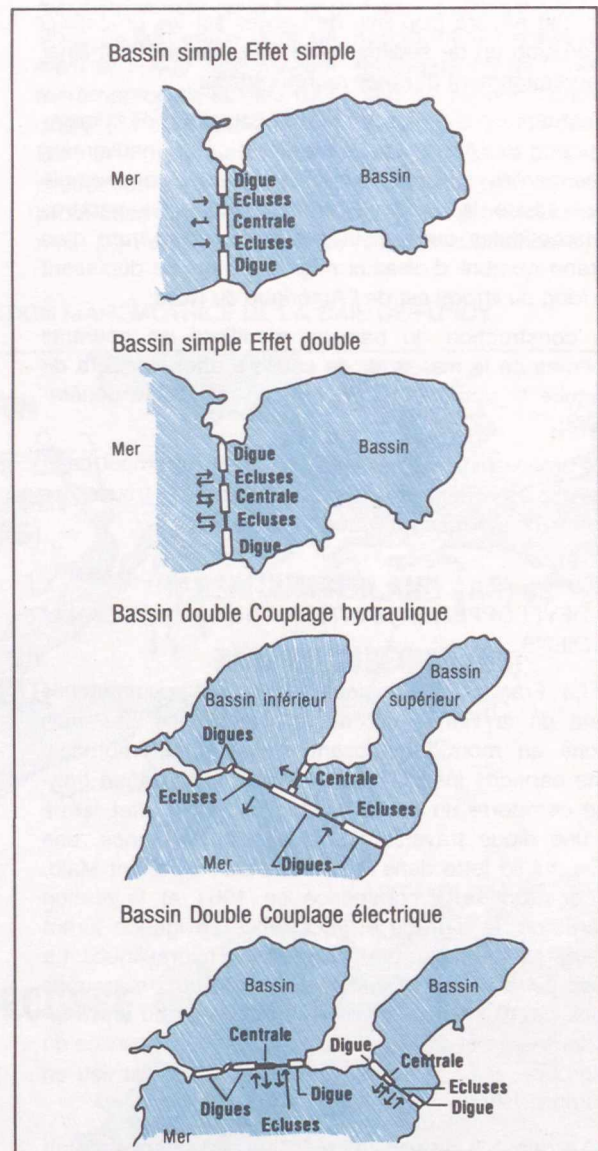 Bassin simple Effet simple
Mer
Bassin
Digue
Ecluses
Centrale
Ecluses
Digue
Bassin simple Effet double
Mer
Bassin
Digue
Ecluses
Centrale
Ecluses
Digue
Bassin double Couplage hydraulique
Bassin inférieur
Bassin
supérieur
Digues
Centrale
Ecluses
Ecluses
Mer
Digues
Bassin Double Couplage électrique
Bassin
Bassin
Centrale
Digue
Centrale
Digues
Digue
Ecluses
Ecluses
Digue
Mer